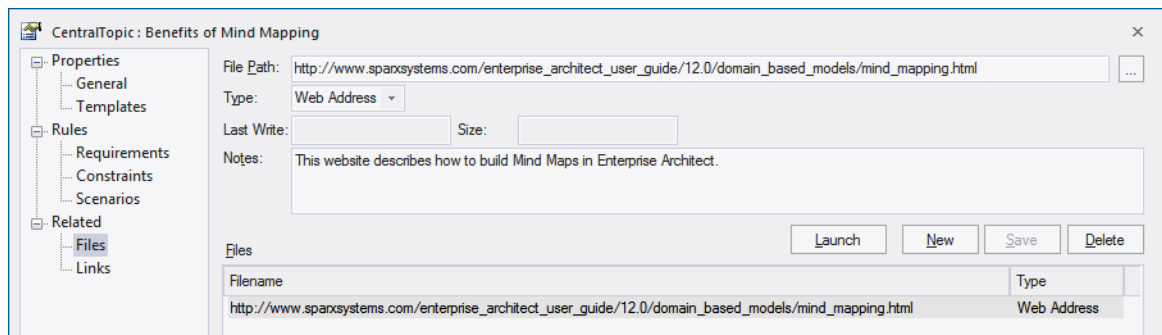 CentralTopic : Benefits of Mind Mapping
Properties
General
Templates
Rules
Requirements
Constraints
Scenarios
Related
Files
Links
File Path: http://www.sparxsystems.com/enterprise_architect_user_guide/12.0/domain_based_models/mind_mapping.html ...
Type: Web Address
Last Write: Size:
Notes: This website describes how to build Mind Maps in Enterprise Architect.
Launch New Save Delete
Files
Filename Type
http://www.sparxsystems.com/enterprise_architect_user_guide/12.0/domain_based_models/mind_mapping.html Web Address